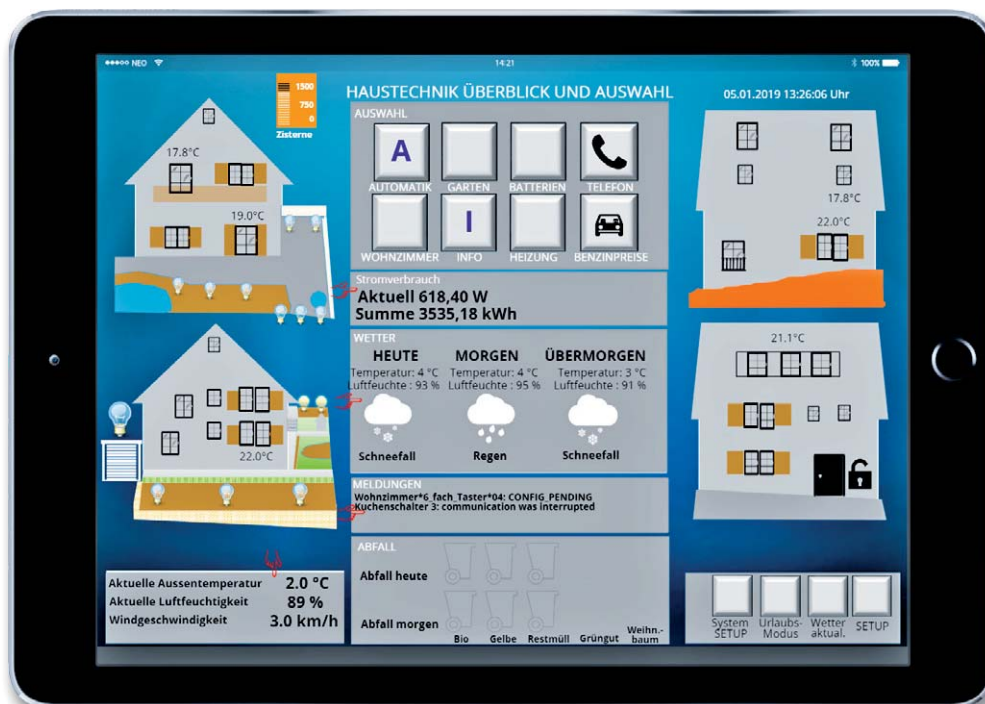 NEO
14:21
100%
1500
750
0
Zisterne
HAUSTECHNIK ÜBERBLICK UND AUSWAHL
05.01.2019 13:26:06 Uhr
AUSWAHL
A
AUTOMATIK GARTEN BATTERIEN TELEFON
I
WOHNZIMMER INFO HEIZUNG BENZINPREISE
17.8°C
19.0°C
17.8°C
22.0°C
Stromverbrauch
Aktuell 618,40 W
Summe 3535,18 kWh
WETTER
HEUTE MORGEN ÜBERMORGEN
Temperatur: 4 °C Temperatur: 4 °C Temperatur: 3 °C
Luftfeuchte : 93 % Luftfeuchte : 95 % Luftfeuchte : 91 %
Schneefall Regen Schneefall
22.0°C
21.1°C
MELDUNGEN
Wohnzimmer*6_fach_Taster*04: CONFIG_PENDING
Kuchenschalter 3: communication was interrupted
ABFALL
Abfall heute
Abfall morgen
Bio Gelbe Restmüll Grüngut Weihn.-
baum
Aktuelle Aussentemperatur 2.0 °C
Aktuelle Luftfeuchtigkeit 89 %
Windgeschwindigkeit 3.0 km/h
System
SETUP
Urlaubs-
Modus
Wetter
aktual.
SETUP